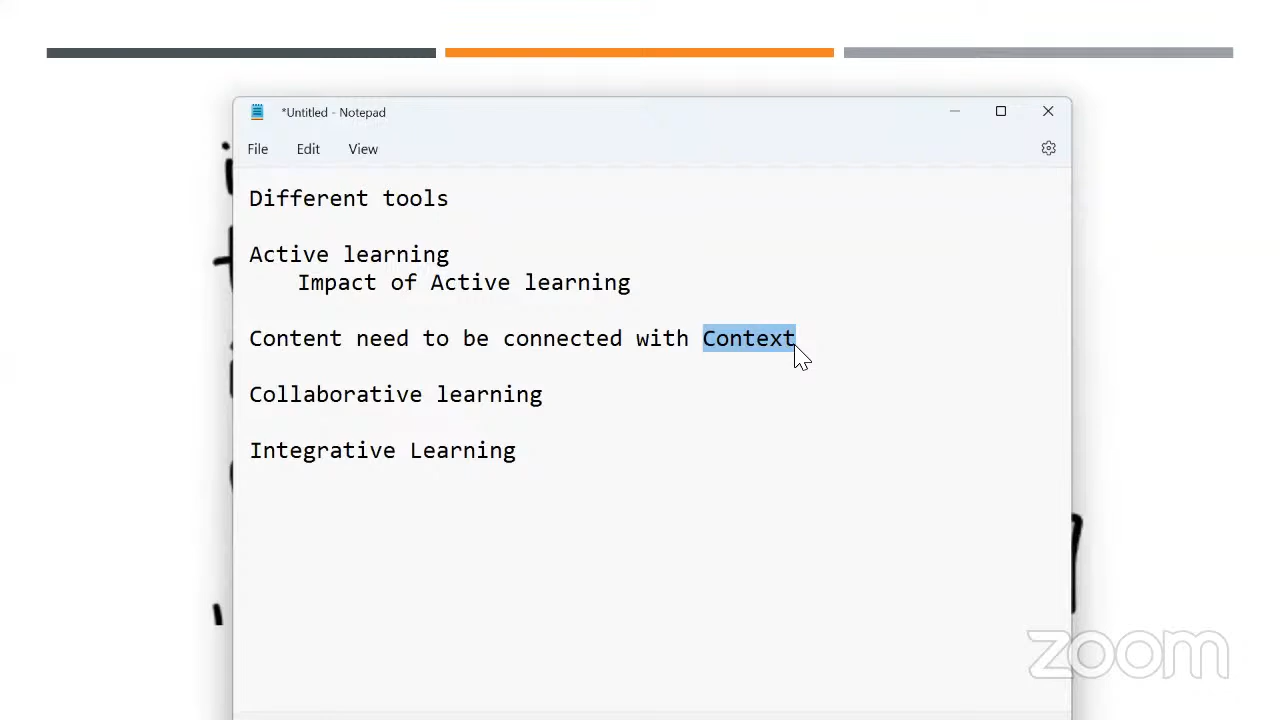 *Untitled - Notepad
File Edit View
Different tools
Active learning
Impact of Active learning
Content need to be connected with Context
Collaborative learning
Integrative Learning
zoom